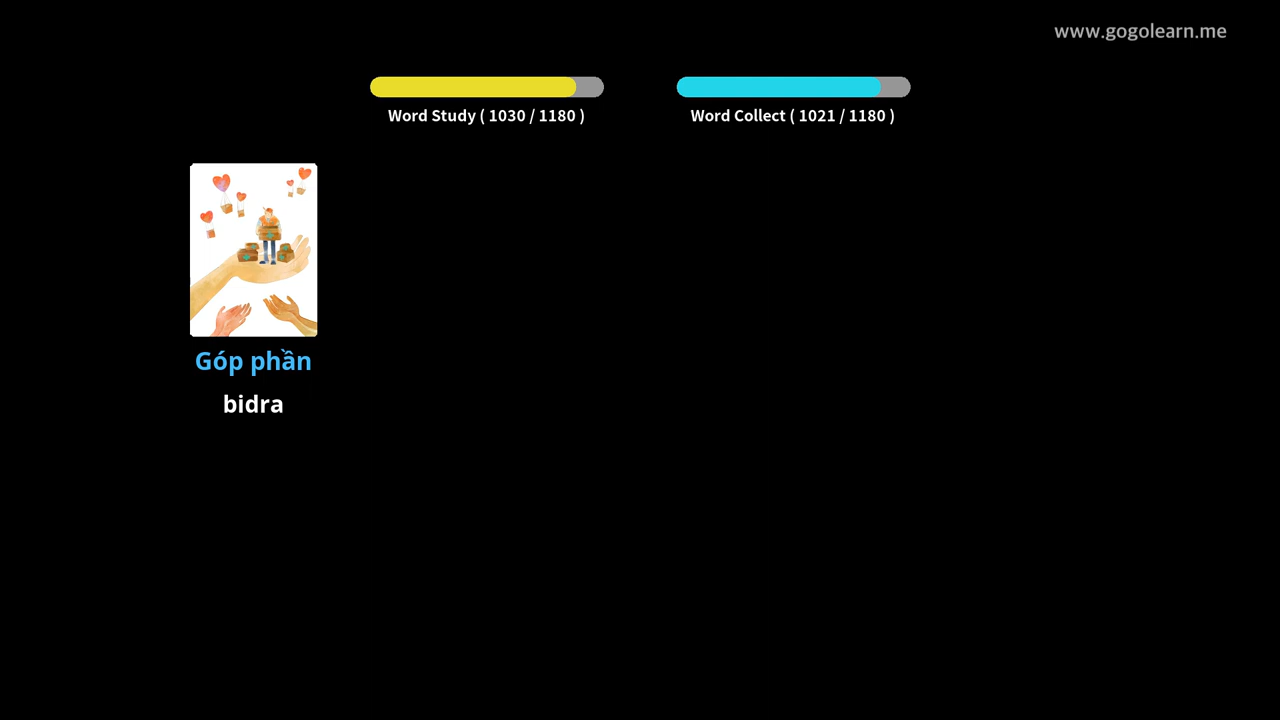 www.gogolearn.me
Word Study ( 1030 / 1180 )
Word Collect ( 1021 / 1180 )
Góp phần
bidra